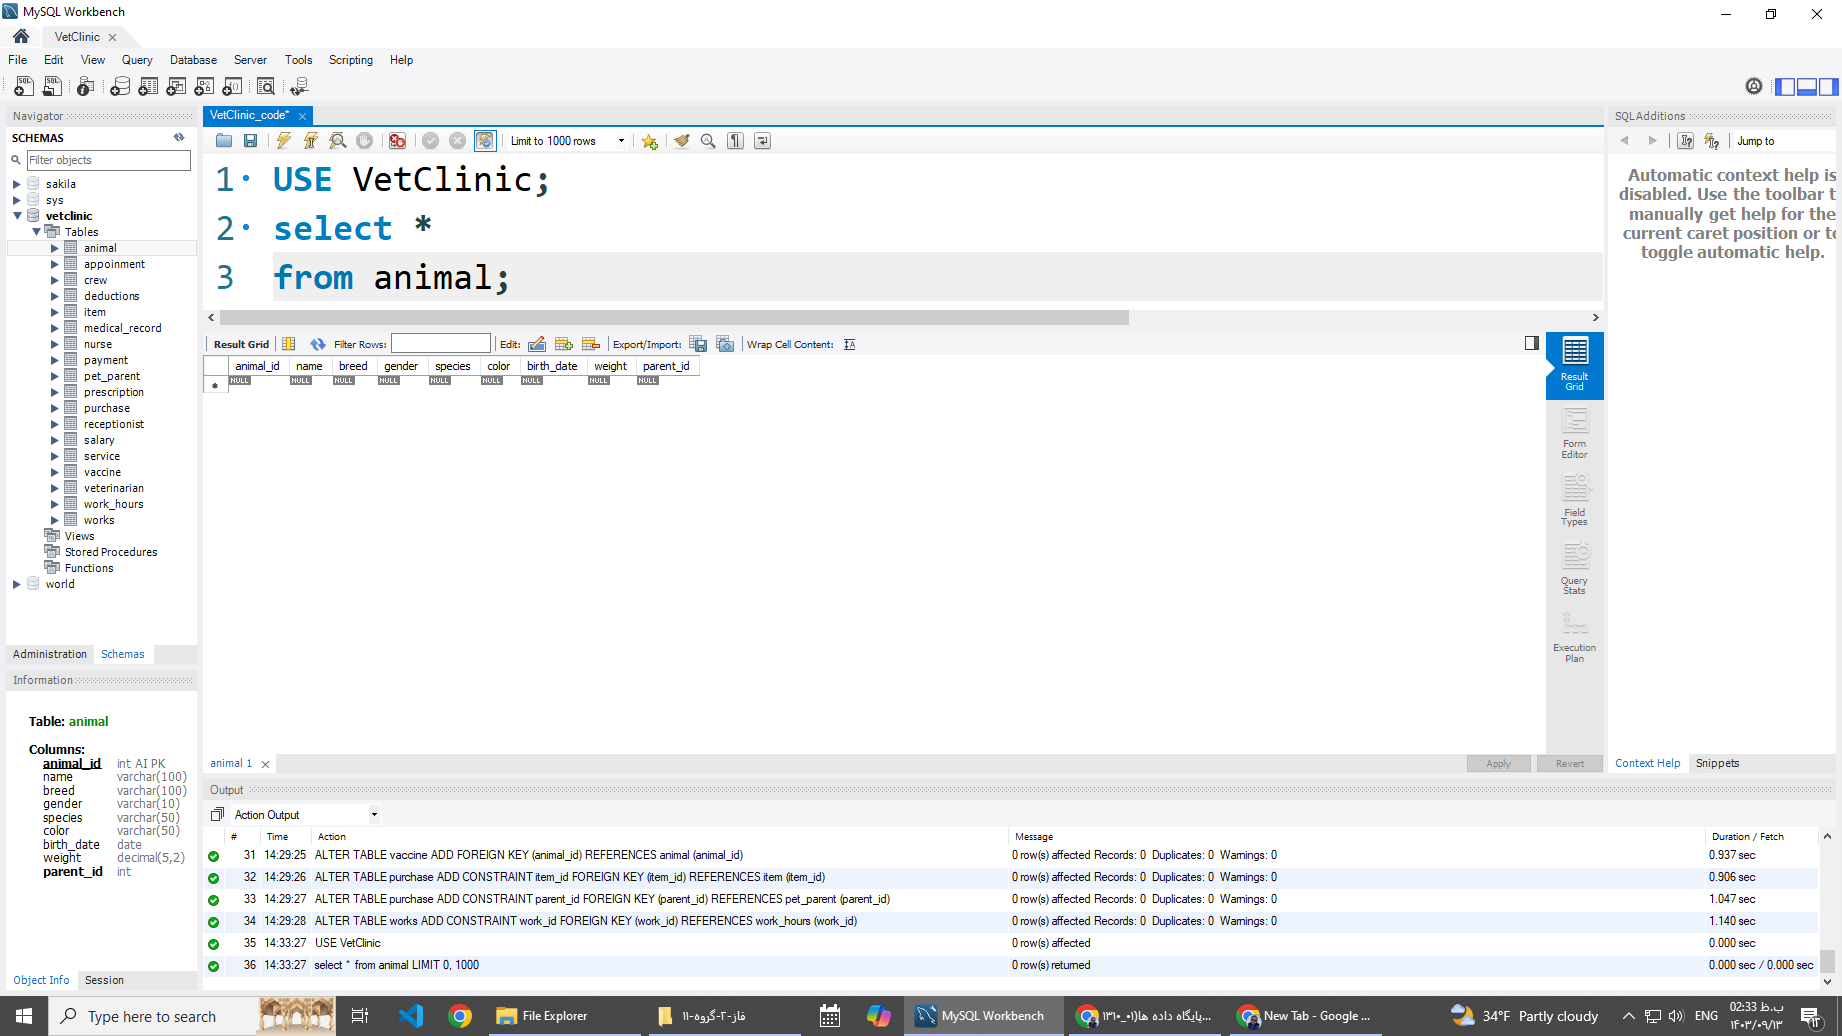 MySQL Workbench
VetClinic
File Edit View Query Database Server Tools Scripting Help
Navigator
SCHEMAS
Filter objects
sakila
sys
vetclinic
Tables
animal
appoinment
crew
deductions
item
medical_record
nurse
payment
pet_parent
prescription
purchase
receptionist
salary
service
vaccine
veterinarian
work_hours
works
Views
Stored Procedures
Functions
world
Administration Schemas
Information
Table: animal
Columns:
animal_id int AI PK
name varchar(100)
breed varchar(100)
gender varchar(10)
species varchar(50)
color varchar(50)
birth_date date
weight decimal(5,2)
parent_id int
Object Info Session
VetClinic_code*
Limit to 1000 rows
1 USE VetClinic;
2 select *
3 from animal;
Result Grid Filter Rows: Edit: Export/Import: Wrap Cell Content:
animal_id name breed gender species color birth_date weight parent_id
NULL NULL NULL NULL NULL NULL NULL NULL NULL
Result
Grid
Form
Editor
Field
Types
Query
Stats
Execution
Plan
animal 1 Apply Revert
SQLAdditions
Jump to
Automatic context help is
disabled. Use the toolbar t
manually get help for the
current caret position or to
toggle automatic help.
Context Help Snippets
Output
Action Output
# Time Action Message Duration / Fetch
31 14:29:25 ALTER TABLE vaccine ADD FOREIGN KEY (animal_id) REFERENCES animal (animal_id) 0 row(s) affected Records: 0 Duplicates: 0 Warnings: 0 0.937 sec
32 14:29:26 ALTER TABLE purchase ADD CONSTRAINT item_id FOREIGN KEY (item_id) REFERENCES item (item_id) 0 row(s) affected Records: 0 Duplicates: 0 Warnings: 0 0.906 sec
33 14:29:27 ALTER TABLE purchase ADD CONSTRAINT parent_id FOREIGN KEY (parent_id) REFERENCES pet_parent (parent_id) 0 row(s) affected Records: 0 Duplicates: 0 Warnings: 0 1.047 sec
34 14:29:28 ALTER TABLE works ADD CONSTRAINT work_id FOREIGN KEY (work_id) REFERENCES work_hours (work_id) 0 row(s) affected Records: 0 Duplicates: 0 Warnings: 0 1.140 sec
35 14:33:27 USE VetClinic 0 row(s) affected 0.000 sec
36 14:33:27 select * from animal LIMIT 0, 1000 0 row(s) returned 0.000 sec / 0.000 sec
Type here to search
File Explorer
فاز-۲-گروه-۱۱
MySQL Workbench
پایگاه داده ها(۰۱_۱۳۱۰...
New Tab - Google ...
34°F Partly cloudy
ENG
02:33 ب.ظ
۱۴۰۳/۰۹/۱۳